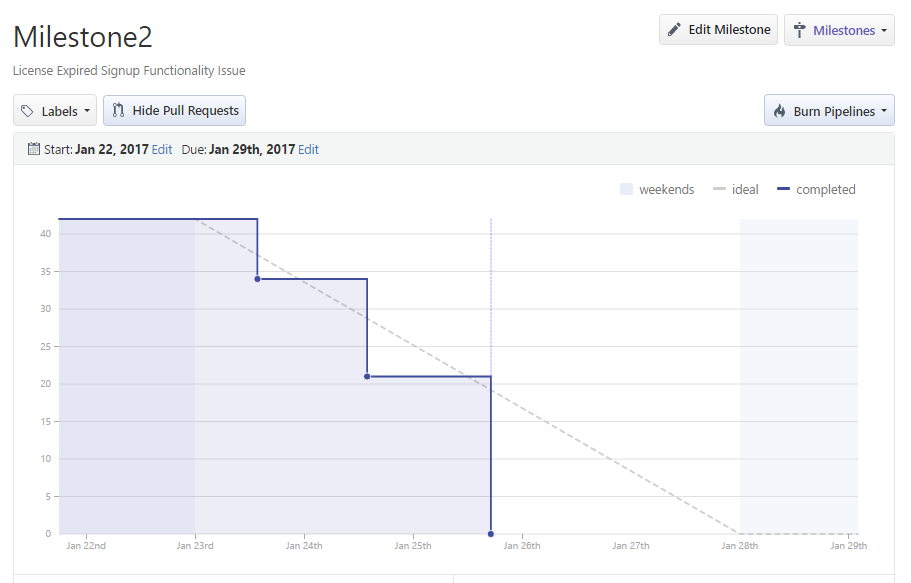 Milestone2
Edit Milestone
Milestones
License Expired Signup Functionality Issue
Labels
Hide Pull Requests
Burn Pipelines
Start: Jan 22, 2017 Edit Due: Jan 29th, 2017 Edit
weekends
ideal
completed
40
35
30
25
20
15
10
5
0
Jan 22nd
Jan 23rd
Jan 24th
Jan 25th
Jan 26th
Jan 27th
Jan 28th
Jan 29th